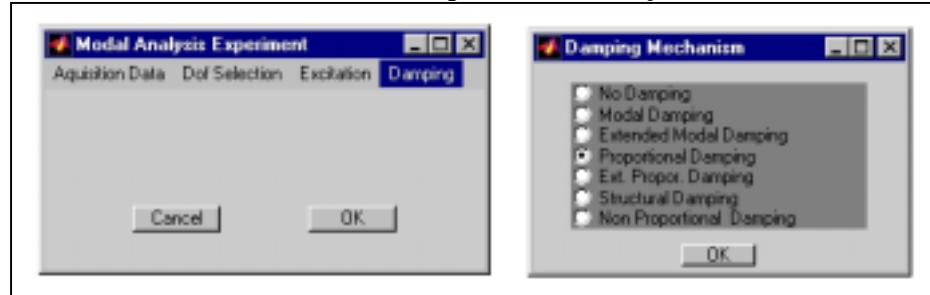 Modal Analysis Experiment
Aquisition Data Dof Selection Excitation Damping
Cancel OK
Damping Mechanism
No Damping
Modal Damping
Extended Modal Damping
Proportional Damping
Ext. Propor. Damping
Structural Damping
Non Proportional Damping
OK